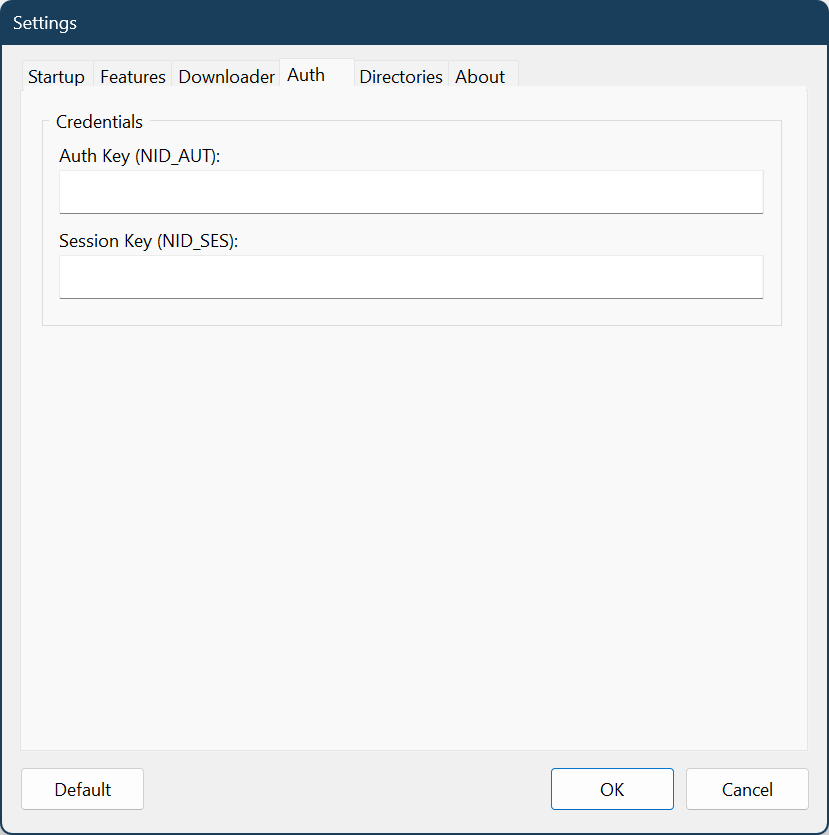 Settings
Startup Features Downloader Auth Directories About
Credentials
Auth Key (NID_AUT):
Session Key (NID_SES):
Default OK Cancel